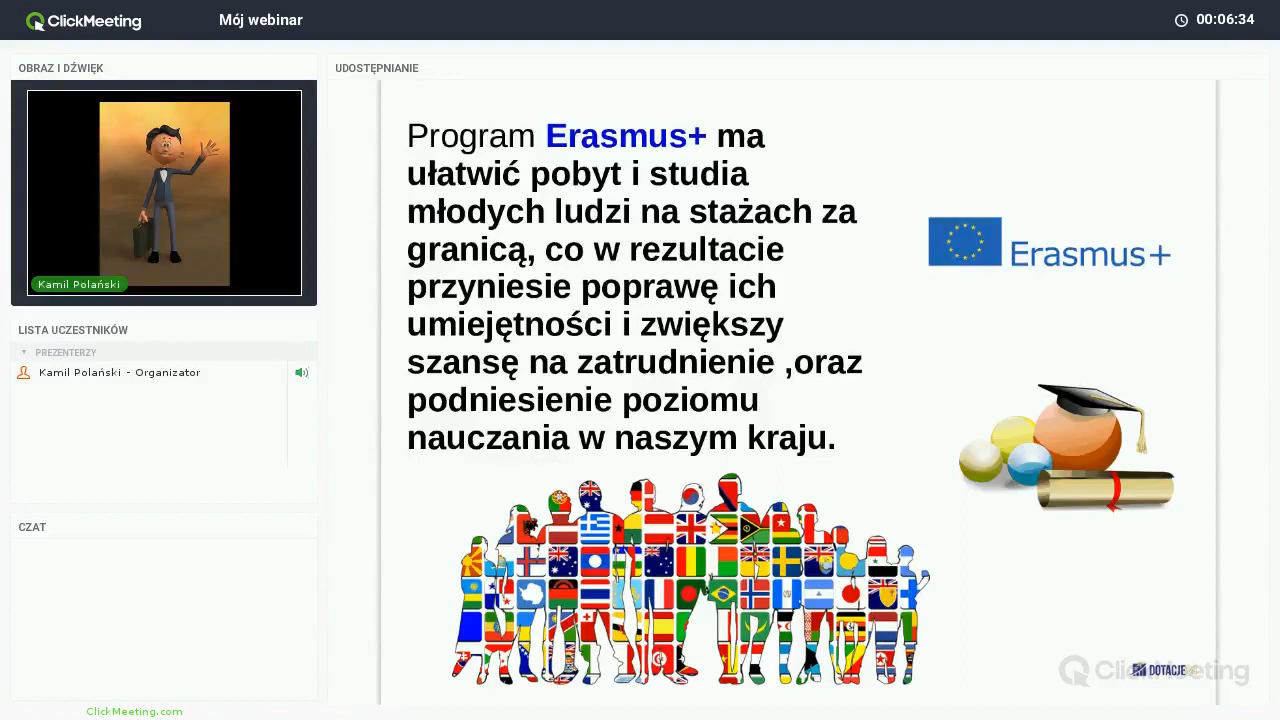 ClickMeeting
Mój webinar
00:06:34
OBRAZ I DŹWIĘK
Kamil Polański
LISTA UCZESTNIKÓW
PREZENTERZY
Kamil Polański - Organizator
CZAT
ClickMeeting.com
UDOSTĘPNIANIE
Program Erasmus+ ma
ułatwić pobyt i studia
młodych ludzi na stażach za
granicą, co w rezultacie
przyniesie poprawę ich
umiejętności i zwiększy
szansę na zatrudnienie ,oraz
podniesienie poziomu
nauczania w naszym kraju.
Erasmus+
ClickMeeting
DOTACJE